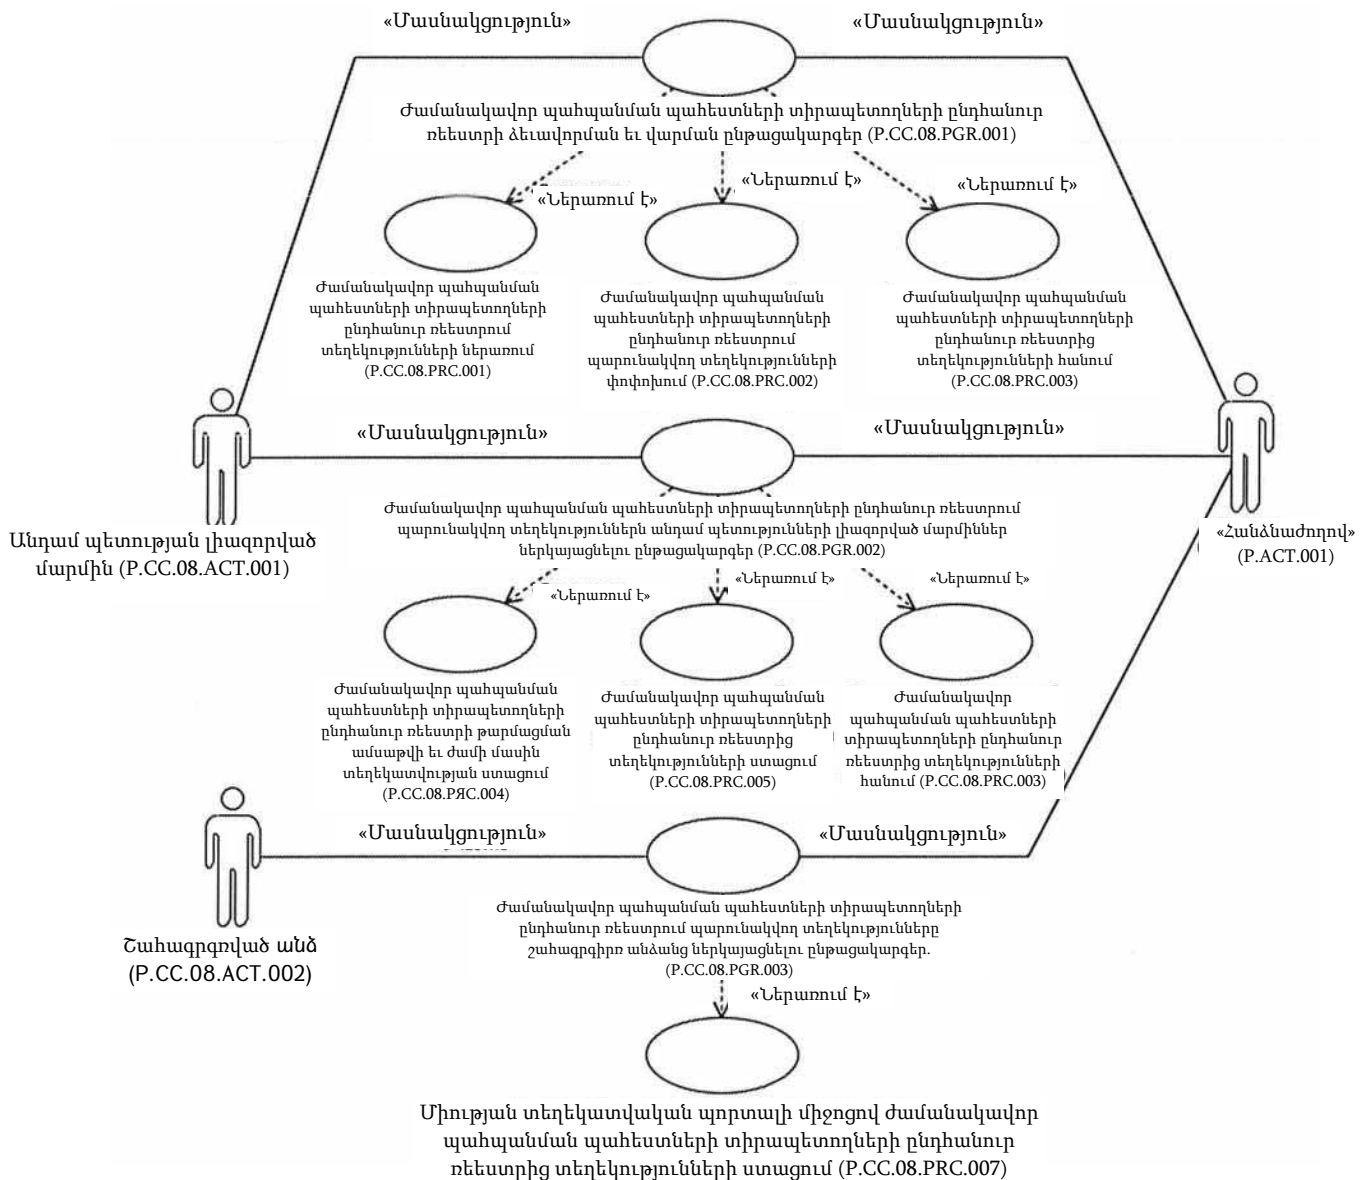 «Մասնակցություն»
«Մասնակցություն»
Ժամանակավոր պահպանման պահեստների տիրապետողների ընդհանուր
ռեեստրի ձեւավորման եւ վարման ընթացակարգեր (P.CC.08.PGR.001)
«Ներառում է»
«Ներառում է»
«Ներառում է»
Ժամանակավոր պահպանման
պահեստների տիրապետողների
ընդհանուր ռեեստրում
տեղեկությունների ներառում
(P.CC.08.PRC.001)
Ժամանակավոր պահպանման
պահեստների տիրապետողների
ընդհանուր ռեեստրում
պարունակվող տեղեկությունների
փոփոխում (P.CC.08.PRC.002)
Ժամանակավոր պահպանման
պահեստների տիրապետողների
ընդհանուր ռեեստրից
տեղեկությունների հանում
(P.CC.08.PRC.003)
«Մասնակցություն»
«Մասնակցություն»
Անդամ պետության լիազորված
մարմին (P.CC.08.ACT.001)
«Հանձնաժողով»
(P.ACT.001)
Ժամանակավոր պահպանման պահեստների տիրապետողների ընդհանուր ռեեստրում
պարունակվող տեղեկություններն անդամ պետությունների լիազորված մարմիններ
ներկայացնելու ընթացակարգեր (P.CC.08.PGR.002)
«Ներառում է»
«Ներառում է»
«Ներառում է»
Ժամանակավոր պահպանման
պահեստների տիրապետողների
ընդհանուր ռեեստրի թարմացման
ամսաթվի եւ ժամի մասին
տեղեկատվության ստացում
(P.CC.08.PЯC.004)
Ժամանակավոր պահպանման
պահեստների տիրապետողների
ընդհանուր ռեեստրից
տեղեկությունների ստացում
(P.CC.08.PRC.005)
Ժամանակավոր
պահպանման պահեստների
տիրապետողների ընդհանուր
ռեեստրից տեղեկությունների
հանում (P.CC.08.PRC.003)
«Մասնակցություն»
«Մասնակցություն»
Շահագրգռված անձ
(P.CC.08.ACT.002)
Ժամանակավոր պահպանման պահեստների տիրապետողների
ընդհանուր ռեեստրում պարունակվող տեղեկությունները
շահագրգիրռ անձանց ներկայացնելու ընթացակարգեր.
(P.CC.08.PGR.003)
«Ներառում է»
Միության տեղեկատվական պորտալի միջոցով ժամանակավոր
պահպանման պահեստների տիրապետողների ընդհանուր
ռեեստրից տեղեկությունների ստացում (P.CC.08.PRC.007)